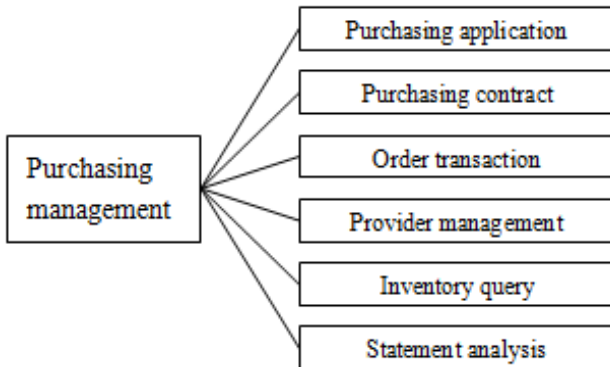 Purchasing application
Purchasing contract
Order transaction
Purchasing
management
Provider management
Inventory query
Statement analysis